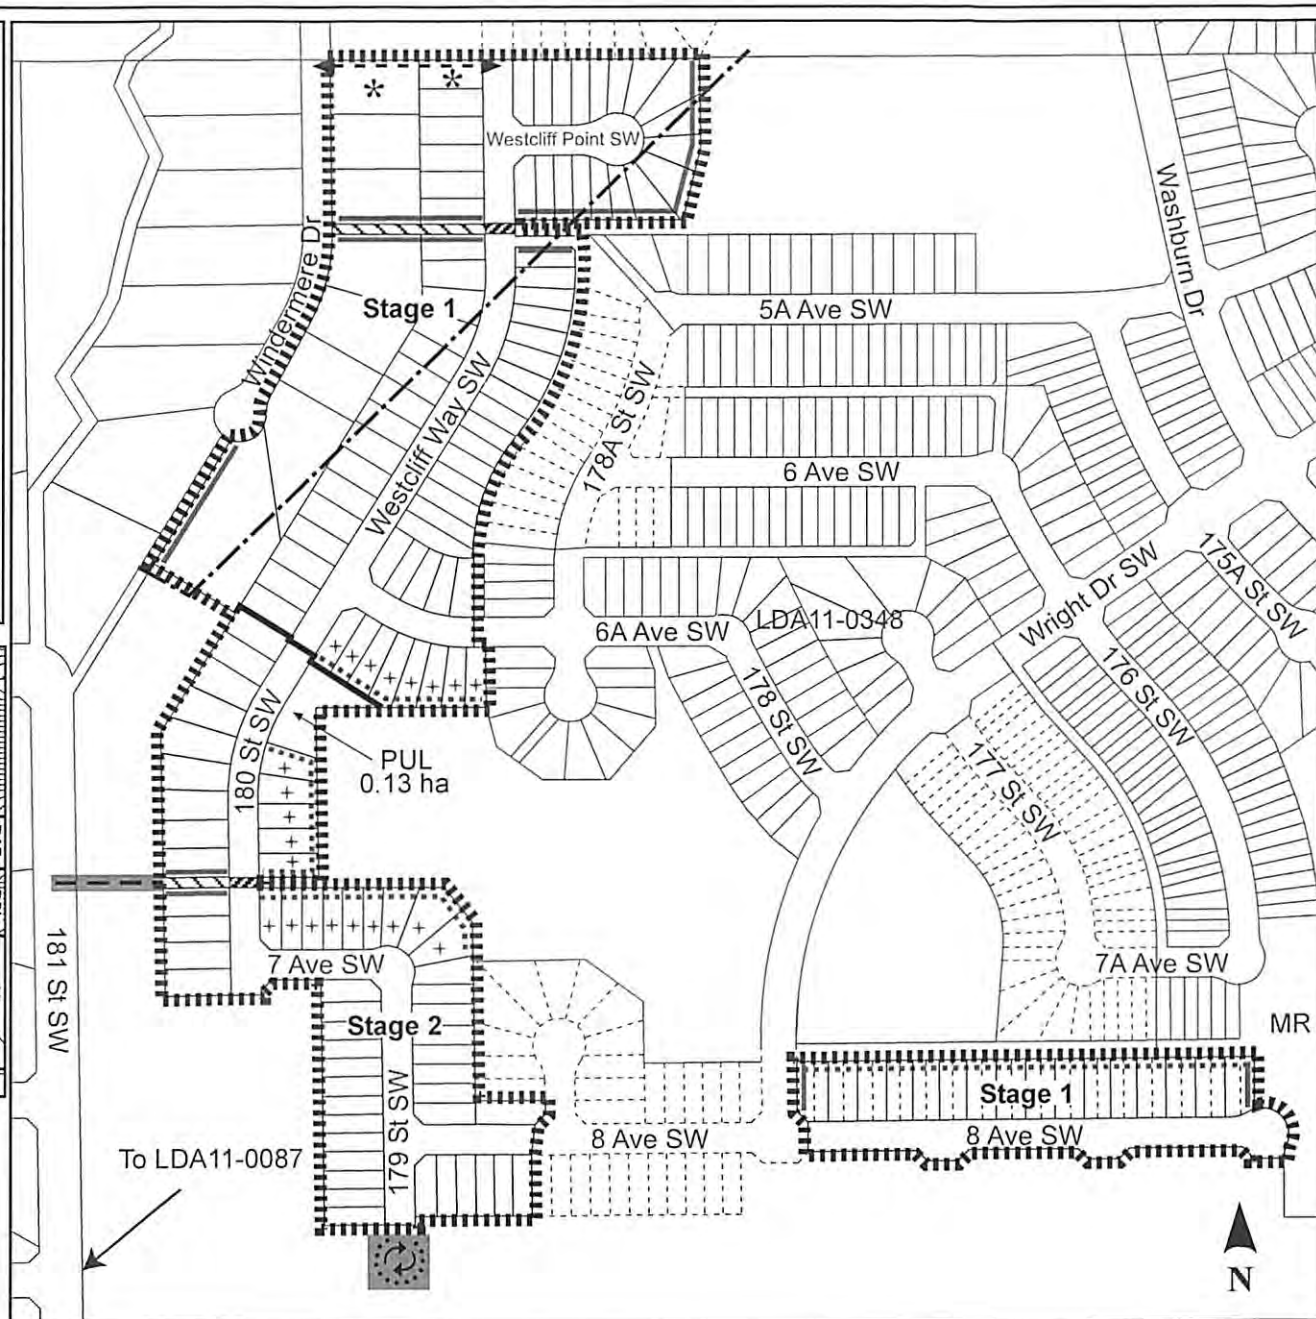 Westcliff Point SW
Washburn Dr
Windermere Dr
Stage 1
5A Ave SW
Westcliff Way SW
178A St SW
6 Ave SW
175A St SW
Wright Dr SW
6A Ave SW
LDA11-0348
176 St SW
178 St SW
180 St SW
PUL
0.13 ha
177 St SW
181 St SW
7 Ave SW
7A Ave SW
Stage 2
MR
Stage 1
179 St SW
8 Ave SW
8 Ave SW
To LDA11-0087
N